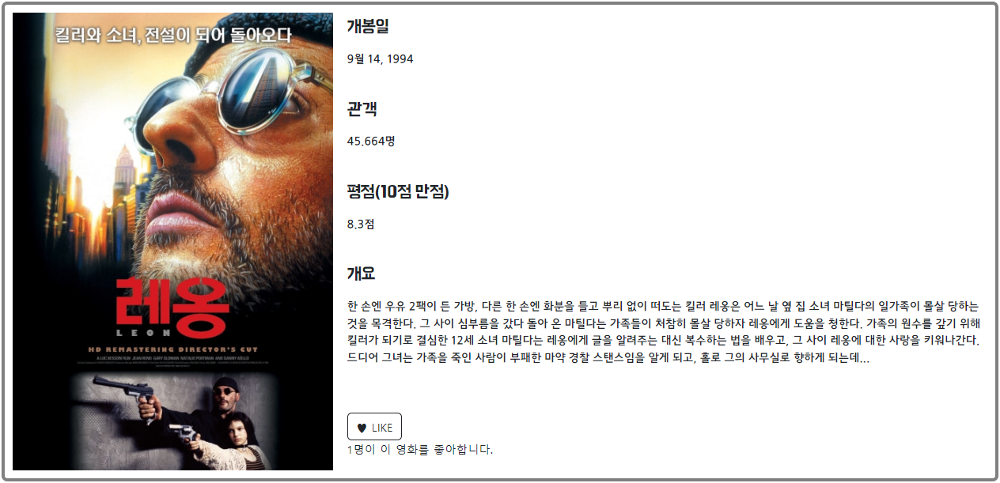 킬러와 소녀, 전설이 되어 돌아오다
레옹
LEON
HD REMASTERING DIRECTOR'S CUT
A LUC BESSON FILM JEAN RENO GARY OLDMAN NATALIE PORTMAN AND DANNY AIELLO
개봉일
9월 14, 1994
관객
45,664명
평점(10점 만점)
8.3점
개요
한 손엔 우유 2팩이 든 가방, 다른 한 손엔 화분을 들고 뿌리 없이 떠도는 킬러 레옹은 어느 날 옆 집 소녀 마틸다의 일가족이 몰살 당하는
것을 목격한다. 그 사이 심부름을 갔다 돌아 온 마틸다는 가족들이 처참히 몰살 당하자 레옹에게 도움을 청한다. 가족의 원수를 갚기 위해
킬러가 되기로 결심한 12세 소녀 마틸다는 레옹에게 글을 알려주는 대신 복수하는 법을 배우고, 그 사이 레옹에 대한 사랑을 키워나간다.
드디어 그녀는 가족을 죽인 사람이 부패한 마약 경찰 스탠스임을 알게 되고, 홀로 그의 사무실로 향하게 되는데...
♥ LIKE
1명이 이 영화를 좋아합니다.